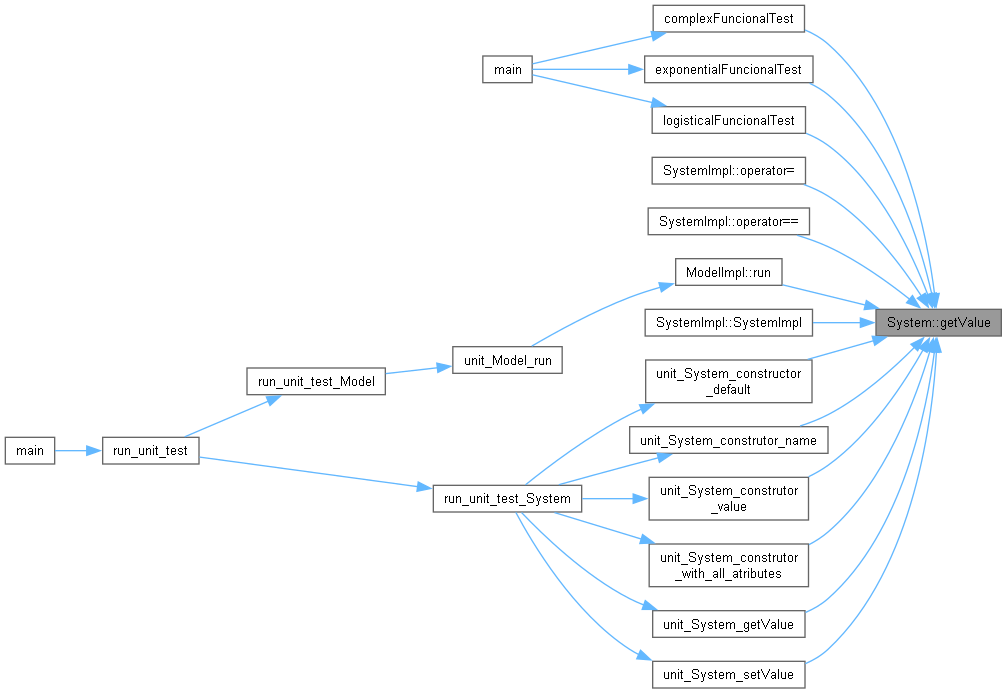 complexFuncionalTest
main
exponentialFuncionalTest
logisticalFuncionalTest
SystemImpl::operator=
SystemImpl::operator==
ModelImpl::run
System::getValue
SystemImpl::SystemImpl
unit_Model_run
unit_System_constructor
_default
run_unit_test_Model
unit_System_construtor_name
main
run_unit_test
unit_System_construtor
_value
run_unit_test_System
unit_System_construtor
_with_all_atributes
unit_System_getValue
unit_System_setValue